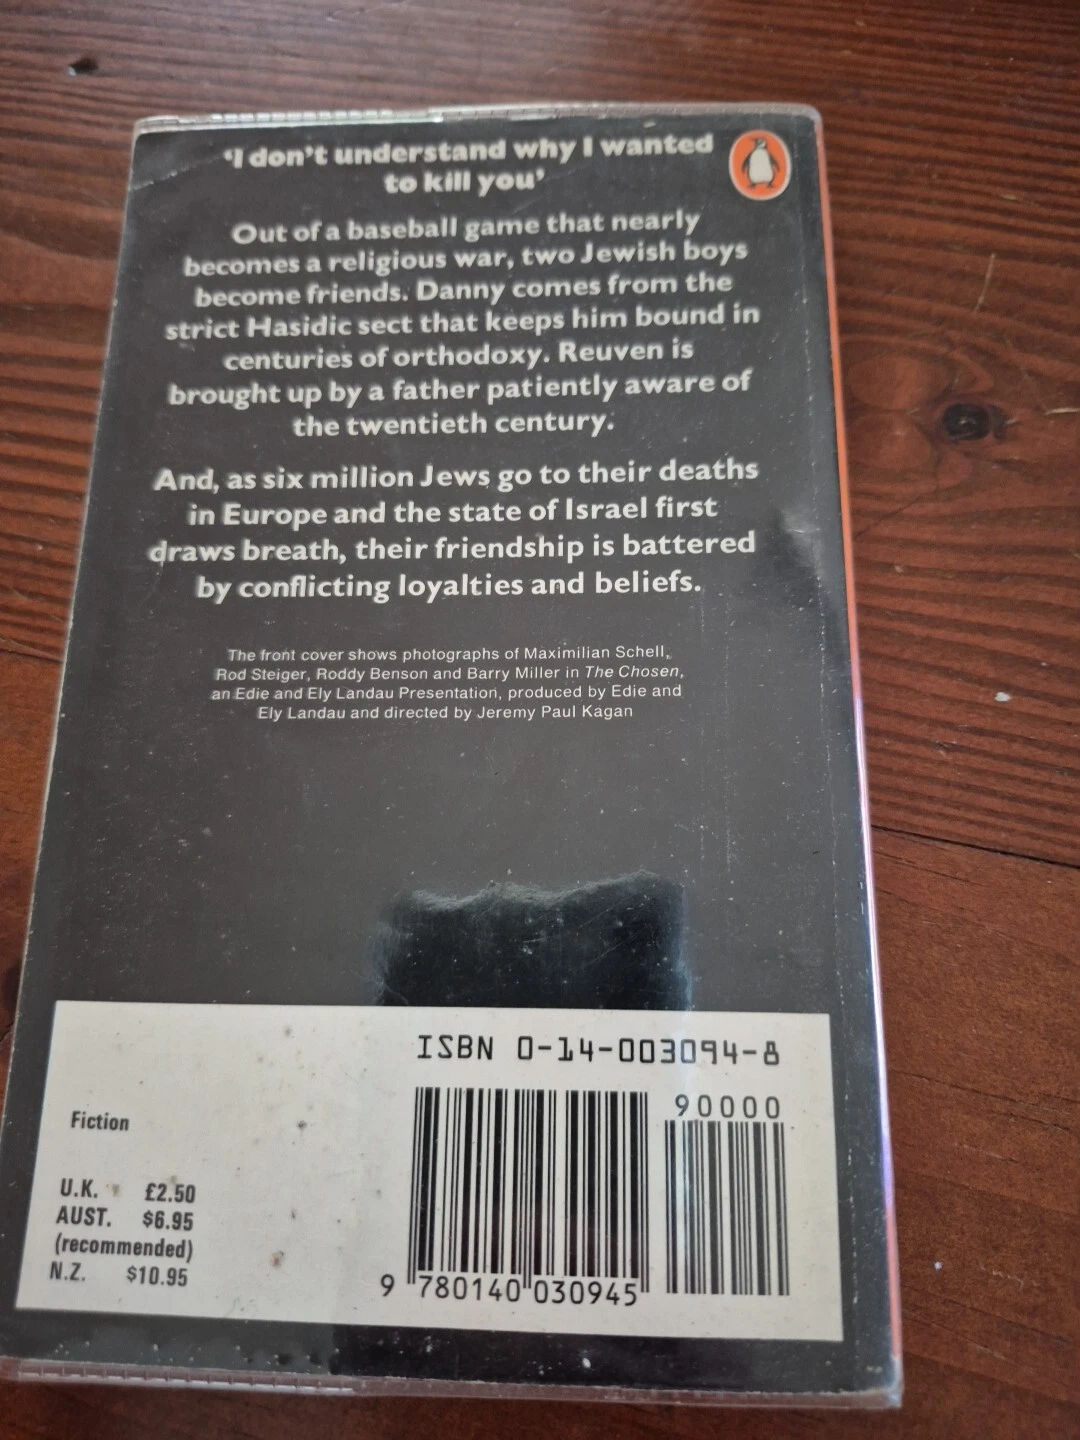 ‘I don’t understand why I wanted
to kill you’
Out of a baseball game that nearly
becomes a religious war, two Jewish boys
become friends. Danny comes from the
strict Hasidic sect that keeps him bound in
centuries of orthodoxy. Reuven is
brought up by a father patiently aware of
the twentieth century.
And, as six million Jews go to their deaths
in Europe and the state of Israel first
draws breath, their friendship is battered
by conflicting loyalties and beliefs.
The front cover shows photographs of Maximilian Schell,
Rod Steiger, Roddy Benson and Barry Miller in The Chosen,
an Edie and Ely Landau Presentation, produced by Edie and
Ely Landau and directed by Jeremy Paul Kagan
ISBN 0-14-003094-8
90000
Fiction
U.K. £2.50
AUST. $6.95
(recommended)
N.Z. $10.95
9 780140 030945